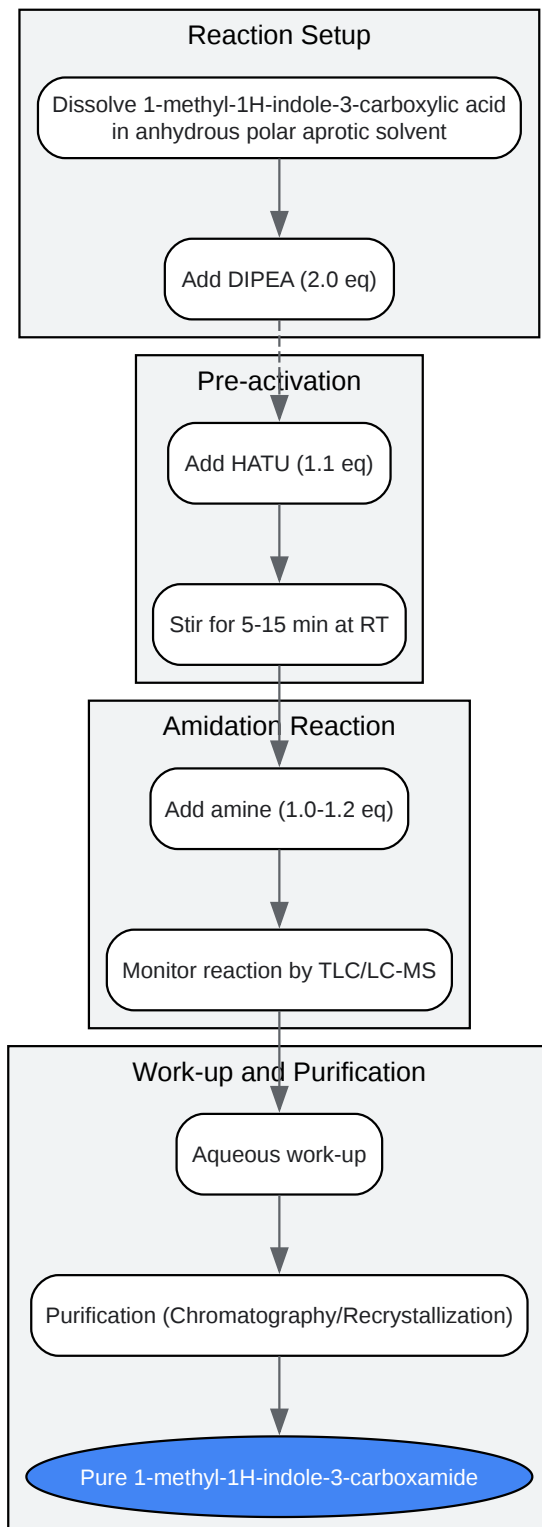 Reaction Setup
Dissolve 1-methyl-1H-indole-3-carboxylic acid
in anhydrous polar aprotic solvent
Add DIPEA (2.0 eq)
Pre-activation
Add HATU (1.1 eq)
Stir for 5-15 min at RT
Amidation Reaction
Add amine (1.0-1.2 eq)
Monitor reaction by TLC/LC-MS
Work-up and Purification
Aqueous work-up
Purification (Chromatography/Recrystallization)
Pure 1-methyl-1H-indole-3-carboxamide